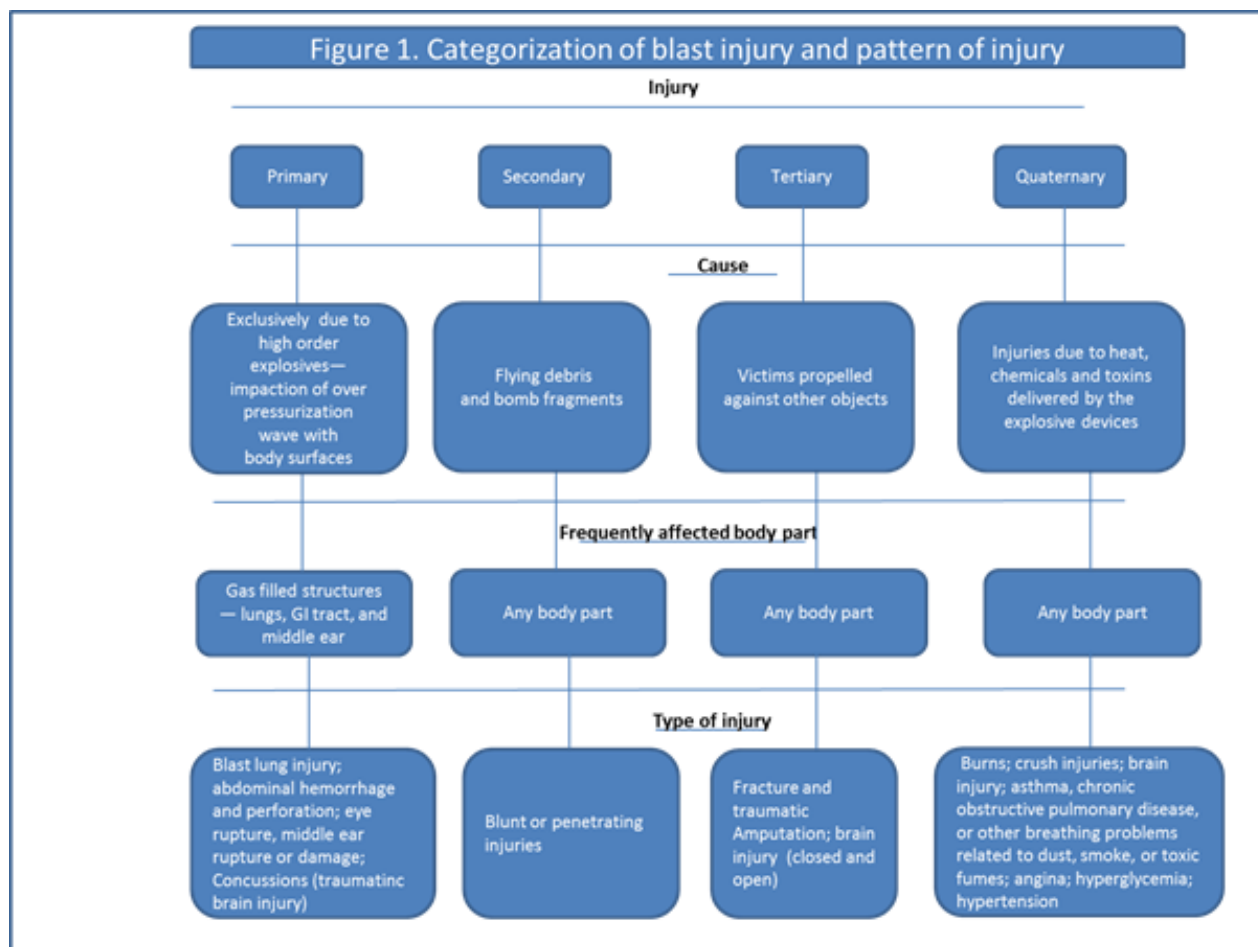 Figure 1. Categorization of blast injury and pattern of injury
Injury
Primary
Secondary
Tertiary
Quaternary
Cause
Exclusively due to
high order
explosives—
impaction of over
pressurization
wave with
body surfaces
Flying debris
and bomb fragments
Victims propelled
against other objects
Injuries due to heat,
chemicals and toxins
delivered by the
explosive devices
Frequently affected body part
Gas filled structures
— lungs, GI tract, and
middle ear
Any body part
Any body part
Any body part
Type of injury
Blast lung injury;
abdominal hemorrhage
and perforation; eye
rupture, middle ear
rupture or damage;
Concussions (traumatinc
brain injury)
Blunt or penetrating
injuries
Fracture and
traumatic
Amputation; brain
injury (closed and
open)
Burns; crush injuries; brain
injury; asthma, chronic
obstructive pulmonary disease,
or other breathing problems
related to dust, smoke, or toxic
fumes; angina; hyperglycemia;
hypertension